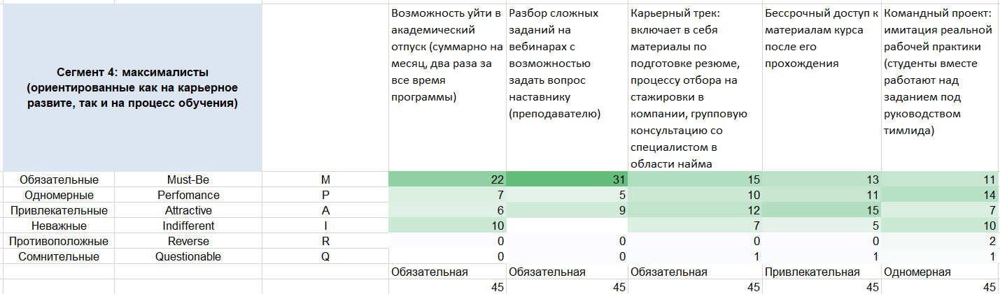 Сегмент 4: максималисты
(ориентированные как на карьерное
развите, так и на процесс обучения)
Возможность уйти в
академический
отпуск (суммарно на
месяц, два раза за
все время
программы)
Разбор сложных
заданий на
вебинарах с
возможностью
задать вопрос
наставнику
(преподавателю)
Карьерный трек:
включает в себя
материалы по
подготовке резюме,
процессу отбора на
стажировки в
компании, групповую
консультацию со
специалистом в
области найма
Бессрочный доступ к
материалам курса
после его
прохождения
Командный проект:
имитация реальной
рабочей практики
(студенты вместе
работают над
заданием под
руководством
тимлида)
Обязательные Must-Be M 22 31 15 13 11
Одномерные Perfomance P 7 5 10 11 14
Привлекательные Attractive A 6 9 12 15 7
Неважные Indifferent I 10 7 5 10
Противоположные Reverse R 0 0 0 0 2
Сомнительные Questionable Q 0 0 1 1 1
Обязательная Обязательная Обязательная Привлекательная Одномерная
45 45 45 45 45